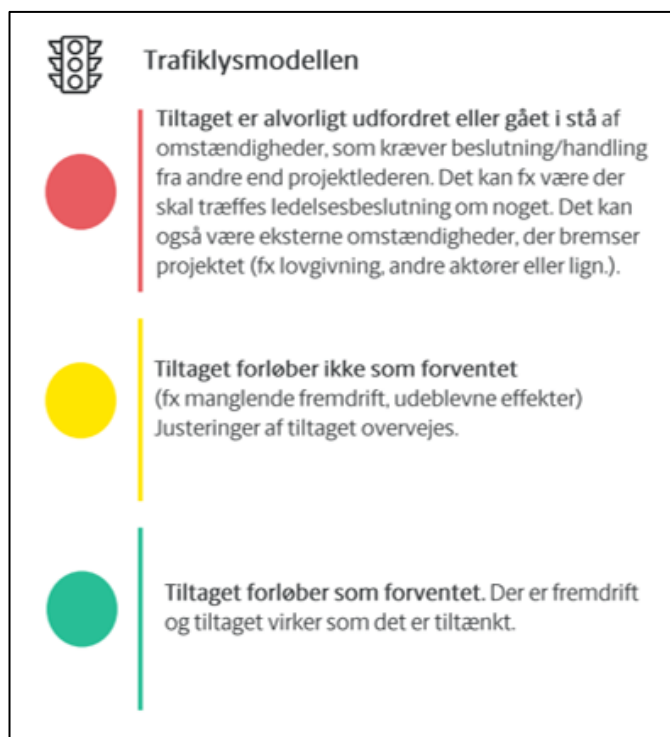 Trafiklysmodellen
Tiltaget er alvorligt udfordret eller gået i stå af
omstændigheder, som kræver beslutning/handling
fra andre end projektlederen. Det kan fx være der
skal træffes ledelsesbeslutning om noget. Det kan
også være eksterne omstændigheder, der bremser
projektet (fx lovgivning, andre aktører eller lign.).
Tiltaget forløber ikke som forventet
(fx manglende fremdrift, udeblevne effekter)
Justeringer af tiltaget overvejes.
Tiltaget forløber som forventet. Der er fremdrift
og tiltaget virker som det er tiltænkt.